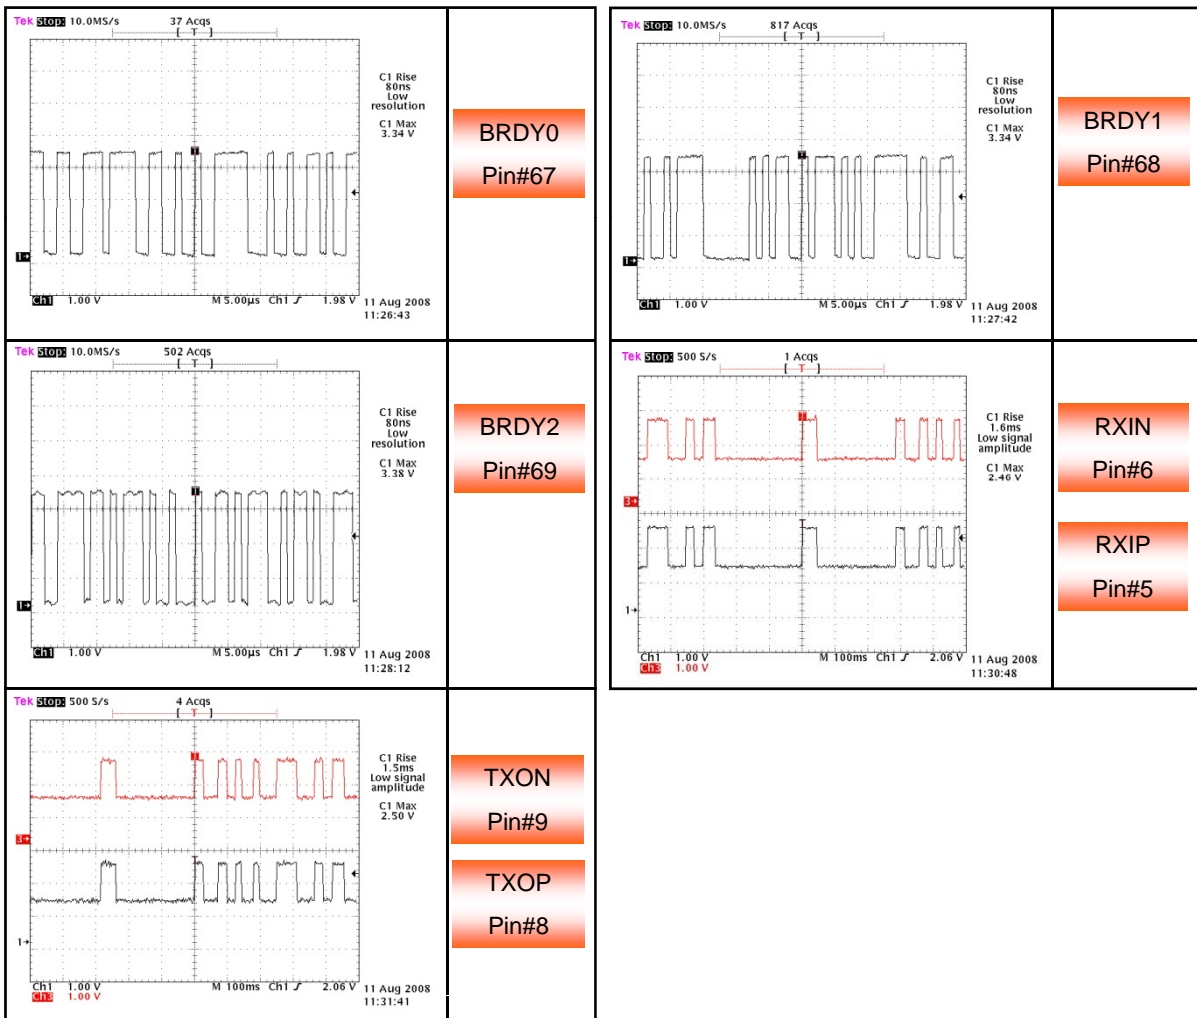 Tek Stop: 10.0MS/s 37 Acqs
[ T ]
C1 Rise
80ns
Low
resolution
C1 Max
3.34 V
1→
Ch1 1.00 V M 5.00µs Ch1 ∫ 1.98 V 11 Aug 2008
11:26:43
BRDY0
Pin#67
Tek Stop: 10.0MS/s 817 Acqs
[ T ]
C1 Rise
80ns
Low
resolution
C1 Max
3.34 V
1→
Ch1 1.00 V M 5.00µs Ch1 ∫ 1.98 V 11 Aug 2008
11:27:42
BRDY1
Pin#68
Tek Stop: 10.0MS/s 502 Acqs
[ T ]
C1 Rise
80ns
Low
resolution
C1 Max
3.38 V
1→
Ch1 1.00 V M 5.00µs Ch1 ∫ 1.98 V 11 Aug 2008
11:28:12
BRDY2
Pin#69
Tek Stop: 500 S/s 1 Acqs
[ T ]
C1 Rise
1.6ms
Low signal
amplitude
C1 Max
2.46 V
3→
1→
Ch1 1.00 V M 100ms Ch1 ∫ 2.06 V 11 Aug 2008
Ch3 1.00 V 11:30:48
RXIN
Pin#6
RXIP
Pin#5
Tek Stop: 500 S/s 4 Acqs
[ T ]
C1 Rise
1.5ms
Low signal
amplitude
C1 Max
2.50 V
3→
1→
Ch1 1.00 V M 100ms Ch1 ∫ 2.06 V 11 Aug 2008
Ch3 1.00 V 11:31:41
TXON
Pin#9
TXOP
Pin#8